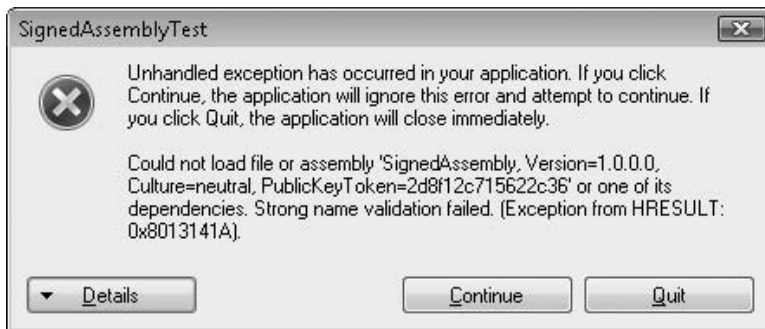 SignedAssemblyTest
Unhandled exception has occurred in your application. If you click
Continue, the application will ignore this error and attempt to continue. If
you click Quit, the application will close immediately.
Could not load file or assembly 'SignedAssembly, Version=1.0.0.0,
Culture=neutral, PublicKeyToken=2d8f12c715622c36' or one of its
dependencies. Strong name validation failed. (Exception from HRESULT:
0x8013141A).
Details
Continue
Quit